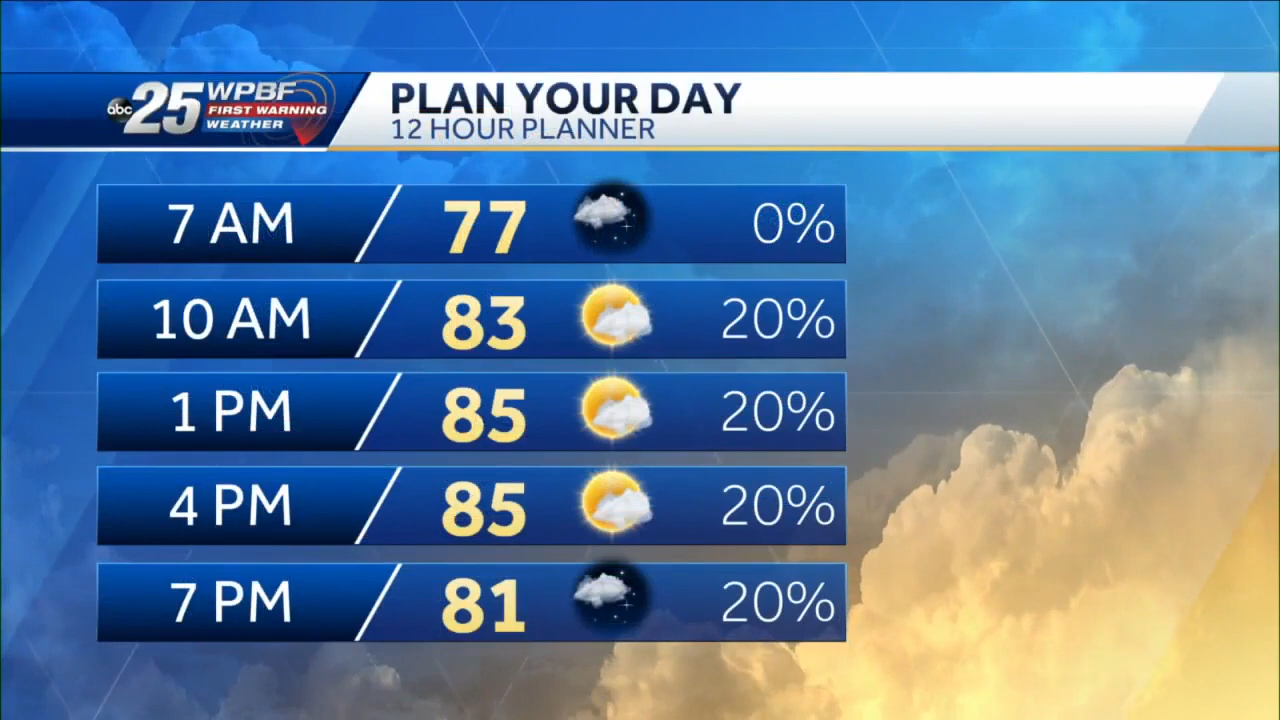 abc 25 WPBF
FIRST WARNING
WEATHER
PLAN YOUR DAY
12 HOUR PLANNER
7 AM 77 0%
10 AM 83 20%
1 PM 85 20%
4 PM 85 20%
7 PM 81 20%